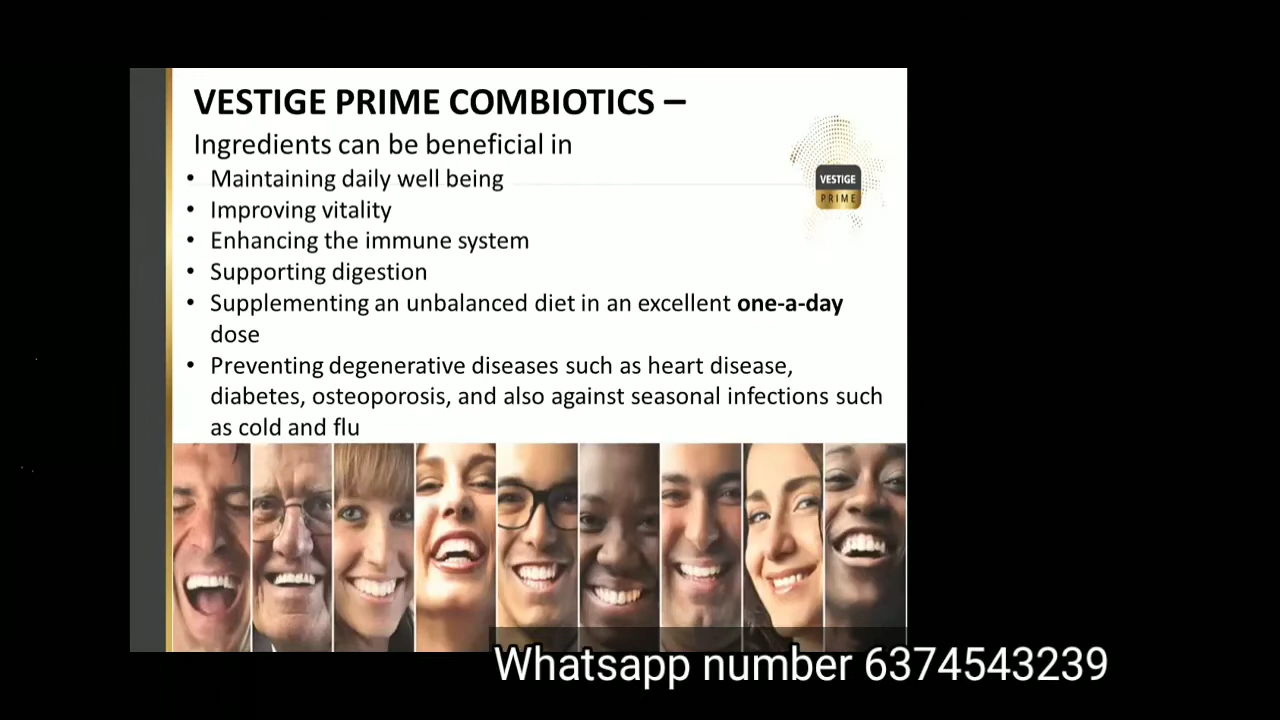 VESTIGE PRIME COMBIOTICS –
Ingredients can be beneficial in
• Maintaining daily well being
• Improving vitality
• Enhancing the immune system
• Supporting digestion
• Supplementing an unbalanced diet in an excellent one-a-day
dose
• Preventing degenerative diseases such as heart disease,
diabetes, osteoporosis, and also against seasonal infections such
as cold and flu
VESTIGE
PRIME
Whatsapp number 6374543239